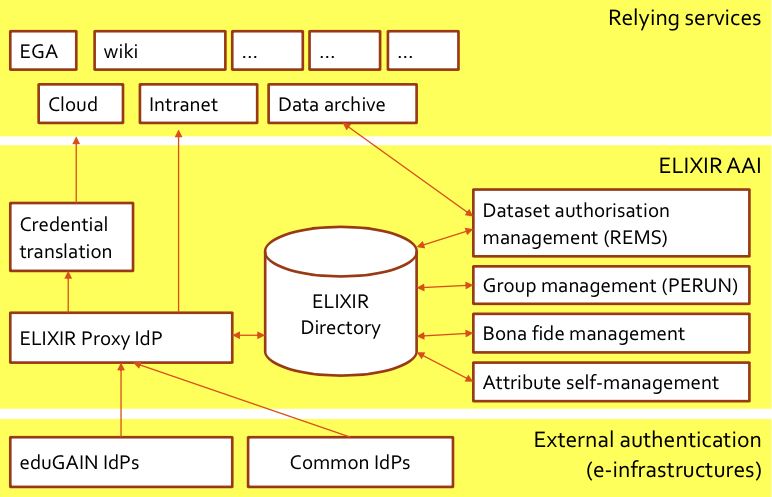 Relying services
EGA
wiki
...
...
...
Cloud
Intranet
Data archive
ELIXIR AAI
Credential
translation
Dataset authorisation
management (REMS)
ELIXIR
Directory
Group management (PERUN)
ELIXIR Proxy IdP
Bona fide management
Attribute self-management
External authentication
(e-infrastructures)
eduGAIN IdPs
Common IdPs